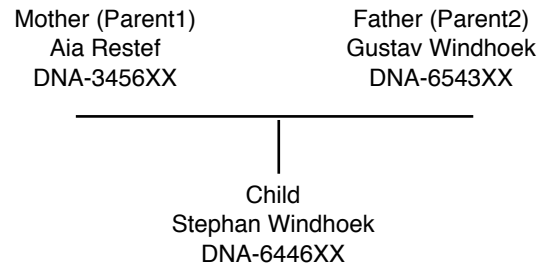 Mother (Parent1)
Aia Restef
DNA-3456XX
Father (Parent2)
Gustav Windhoek
DNA-6543XX
Child
Stephan Windhoek
DNA-6446XX